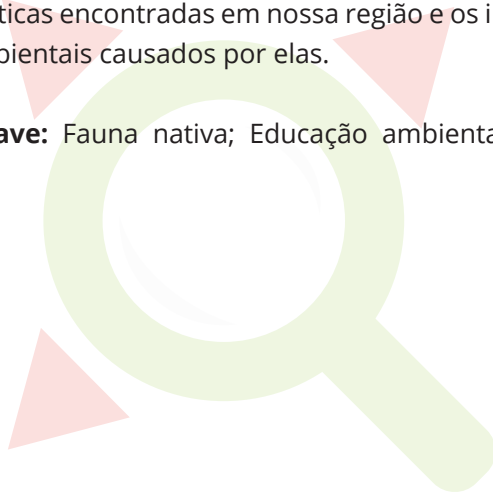 ticas encontradas em nossa região e os i
bientais causados por elas.
ave: Fauna nativa; Educação ambienta